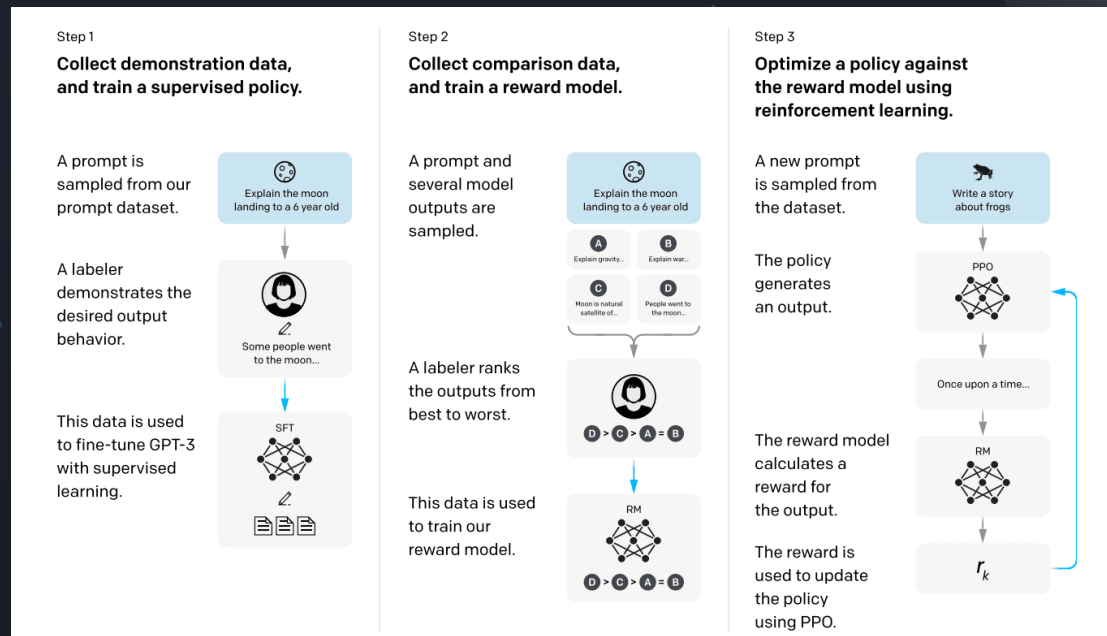 Step 1
Collect demonstration data,
and train a supervised policy.
A prompt is
sampled from our
prompt dataset.
Explain the moon
landing to a 6 year old
A labeler
demonstrates the
desired output
behavior.
Some people went
to the moon...
This data is used
to fine-tune GPT-3
with supervised
learning.
SFT
Step 2
Collect comparison data,
and train a reward model.
A prompt and
several model
outputs are
sampled.
Explain the moon
landing to a 6 year old
A
Explain gravity...
B
Explain war...
C
Moon is natural
satellite of...
D
People went to
the moon...
A labeler ranks
the outputs from
best to worst.
D > C > A = B
This data is used
to train our
reward model.
RM
D > C > A = B
Step 3
Optimize a policy against
the reward model using
reinforcement learning.
A new prompt
is sampled from
the dataset.
Write a story
about frogs
The policy
generates
an output.
PPO
Once upon a time...
The reward model
calculates a
reward for
the output.
RM
The reward is
used to update
the policy
using PPO.
rk